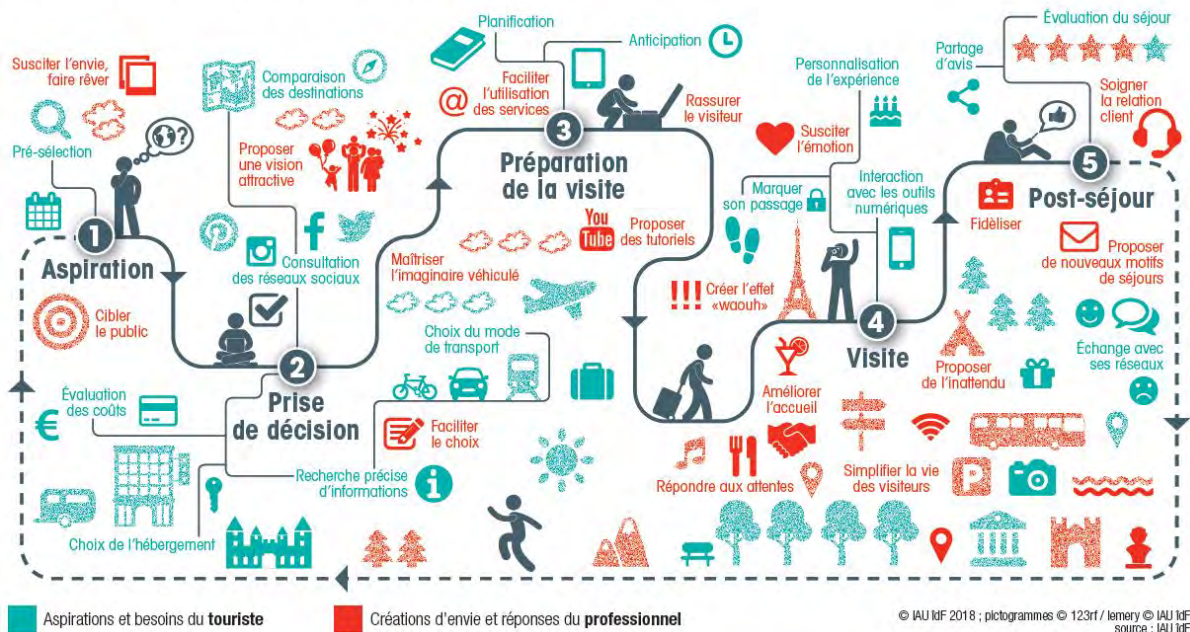 Susciter l'envie,
faire rêver
Pré-sélection
1
Aspiration
Cibler
le public
?
Comparaison
des destinations
Proposer
une vision
attractive
Consultation
des réseaux sociaux
2
Prise
de décision
Évaluation
des coûts
€
Choix de l'hébergement
Recherche précise
d'informations
i
Faciliter
le choix
Choix du mode
de transport
Maîtriser
l'imaginaire véhiculé
Planification
Anticipation
@
Faciliter
l'utilisation
des services
3
Préparation
de la visite
Rassurer
le visiteur
You
Tube
Proposer
des tutoriels
Personnalisation
de l'expérience
Susciter
l'émotion
Marquer
son passage
Interaction
avec les outils
numériques
!!!
Créer l'effet
«waouh»
4
Visite
Améliorer
l'accueil
Répondre aux attentes
Simplifier la vie
des visiteurs
P
Proposer
de l'inattendu
Évaluation du séjour
Partage
d'avis
Soigner
la relation
client
5
Post-séjour
Fidéliser
Proposer
de nouveaux motifs
de séjours
Échange avec
ses réseaux
Aspirations et besoins du touriste
Créations d'envie et réponses du professionnel
© IAU îdF 2018 ; pictogrammes © 123rf / lemery © IAU îdF
source : IAU îdF